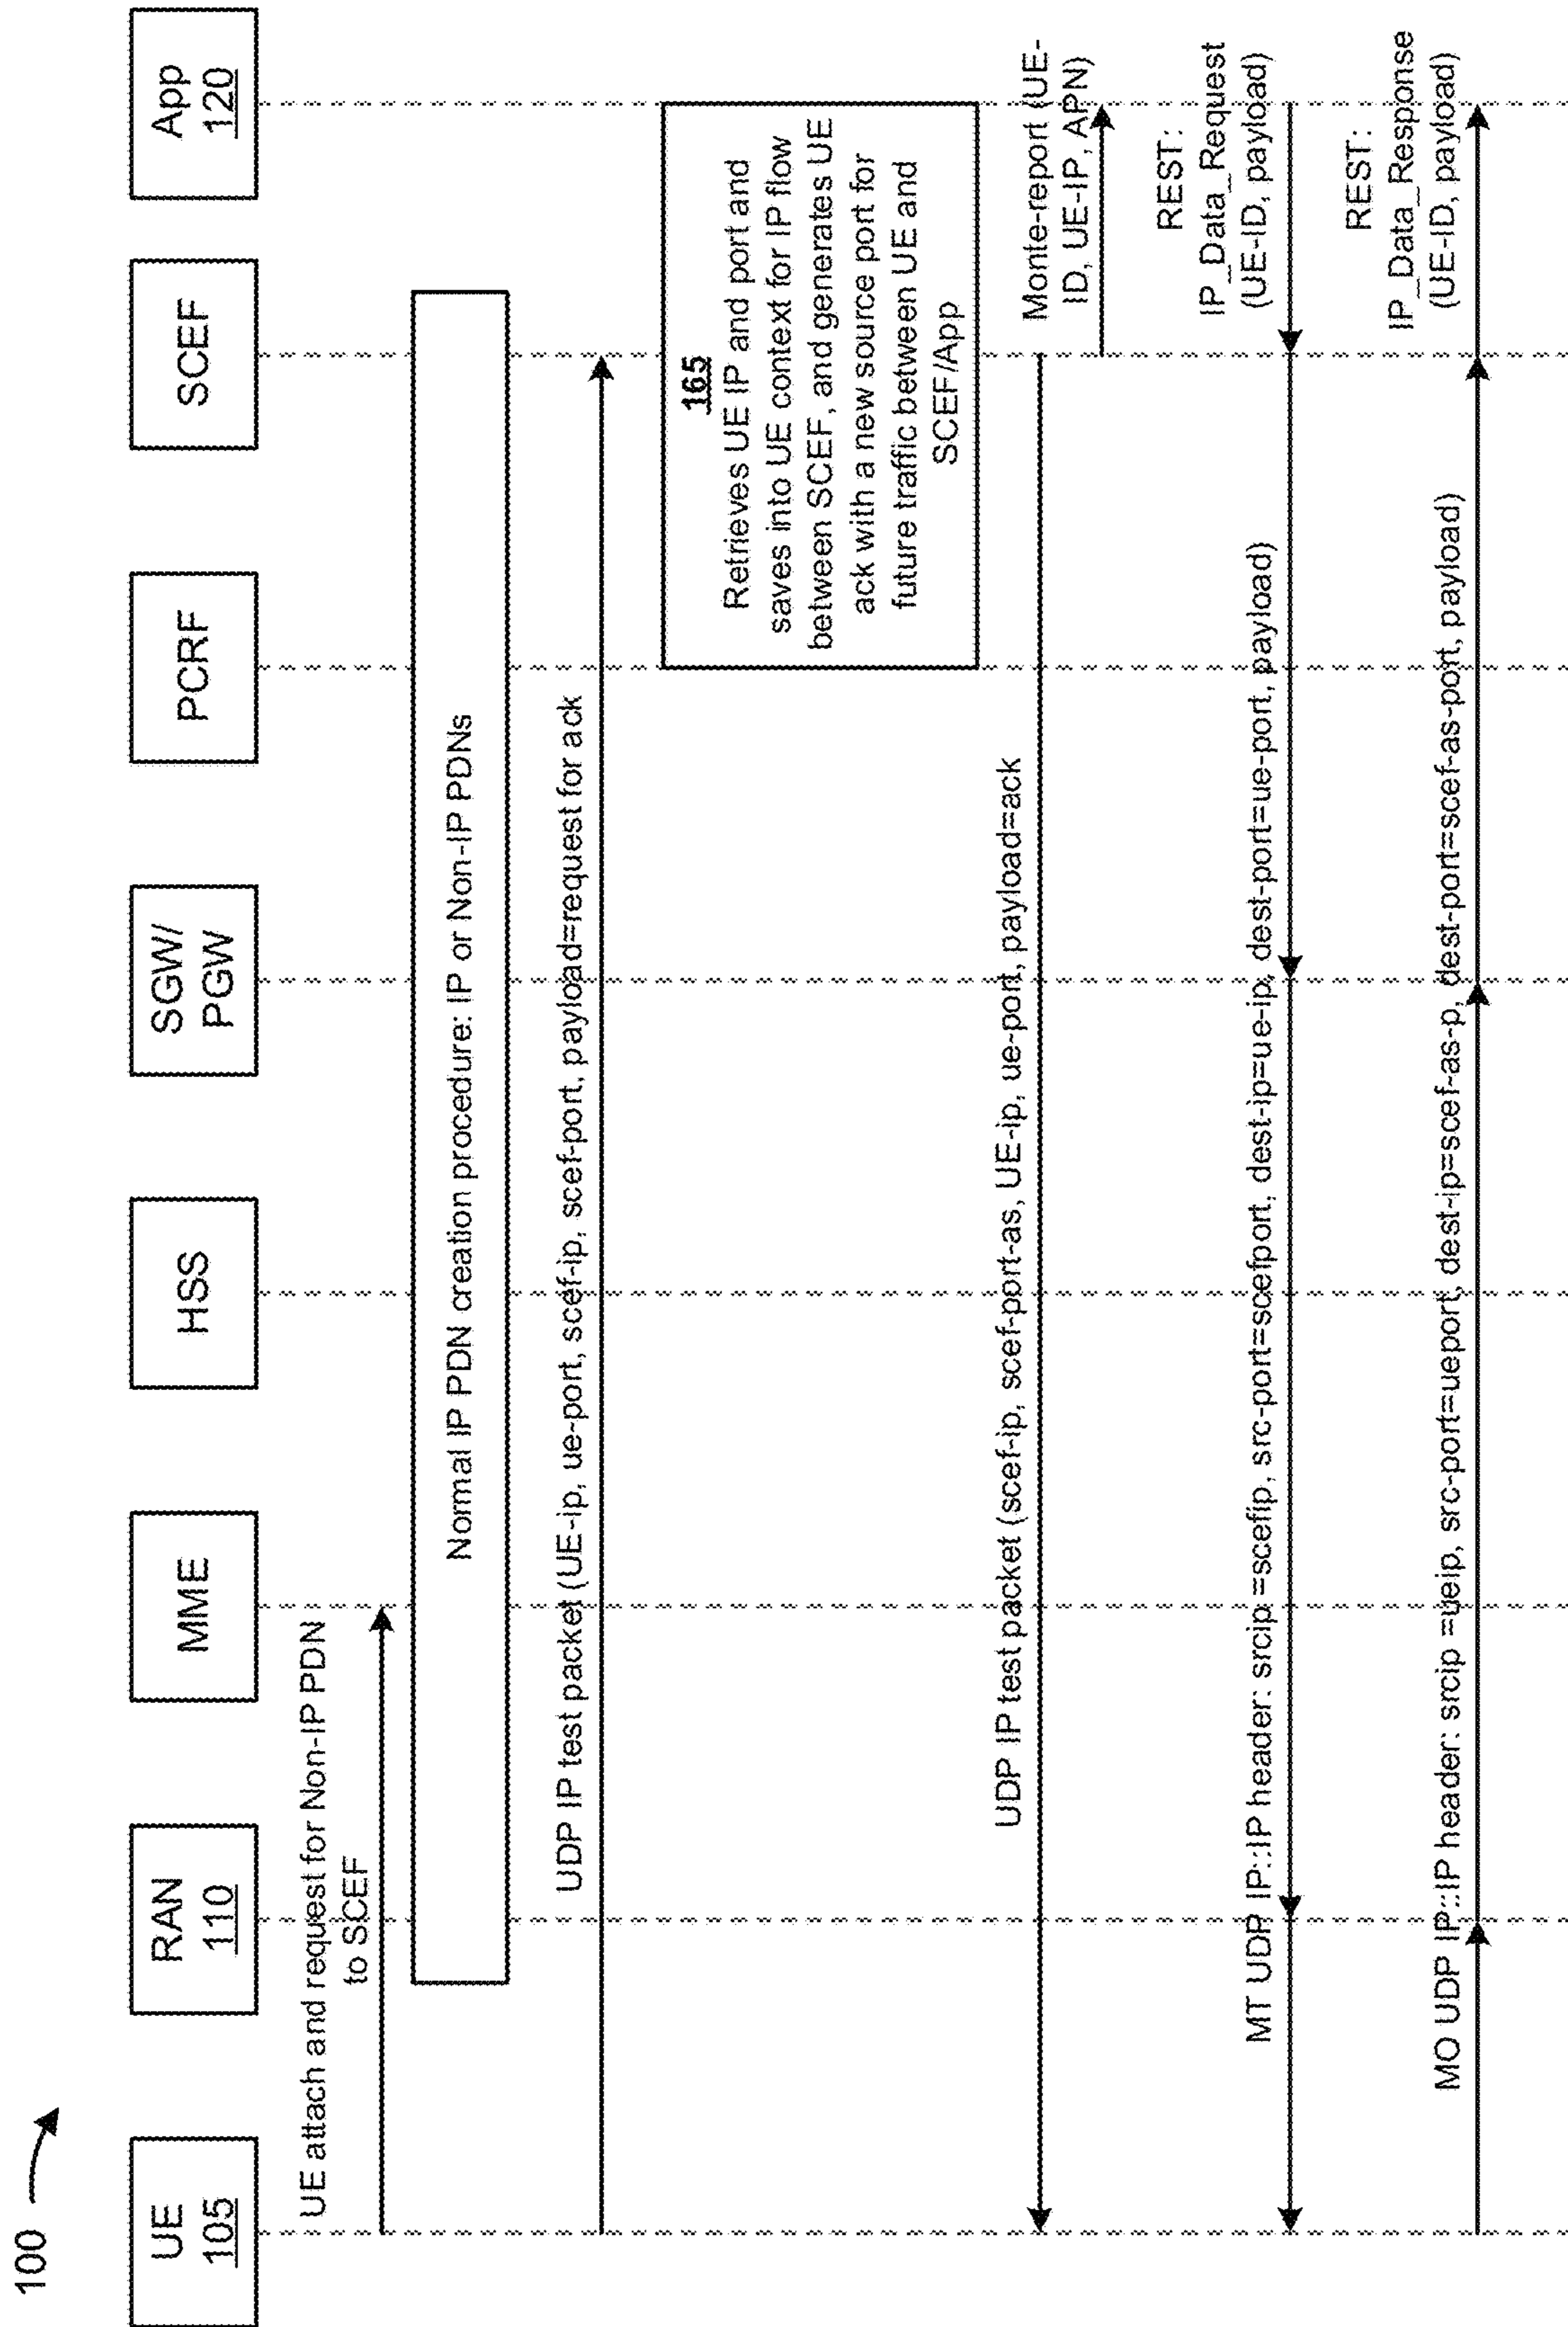 100
UE
105
RAN
110
MME
HSS
SGW/
PGW
PCRF
SCEF
App
120
UE attach and request for Non-IP PDN
to SCEF
Normal IP PDN creation procedure: IP or Non-IP PDNs
UDP IP test packet (UE-ip, ue-port, scef-ip, scef-port, payload=request for ack
165
Retrieves UE IP and port and
saves into UE context for IP flow
between SCEF, and generates UE
ack with a new source port for
future traffic between UE and
SCEF/App
UDP IP test packet (scef-ip, scef-port-as, UE-ip, ue-port, payload=ack
Monte-report (UE-
ID, UE-IP, APN)
REST:
IP_Data_Request
(UE-ID, payload)
MT UDP IP::IP header: srcip =scefip, src-port=scefport, dest-ip=ue-ip, dest-port=ue-port, payload)
REST:
IP_Data_Response
(UE-ID, payload)
MO UDP IP::IP header: srcip =ueip, src-port=ueport, dest-ip=scef-as-p, dest-port=scef-as-port, payload)